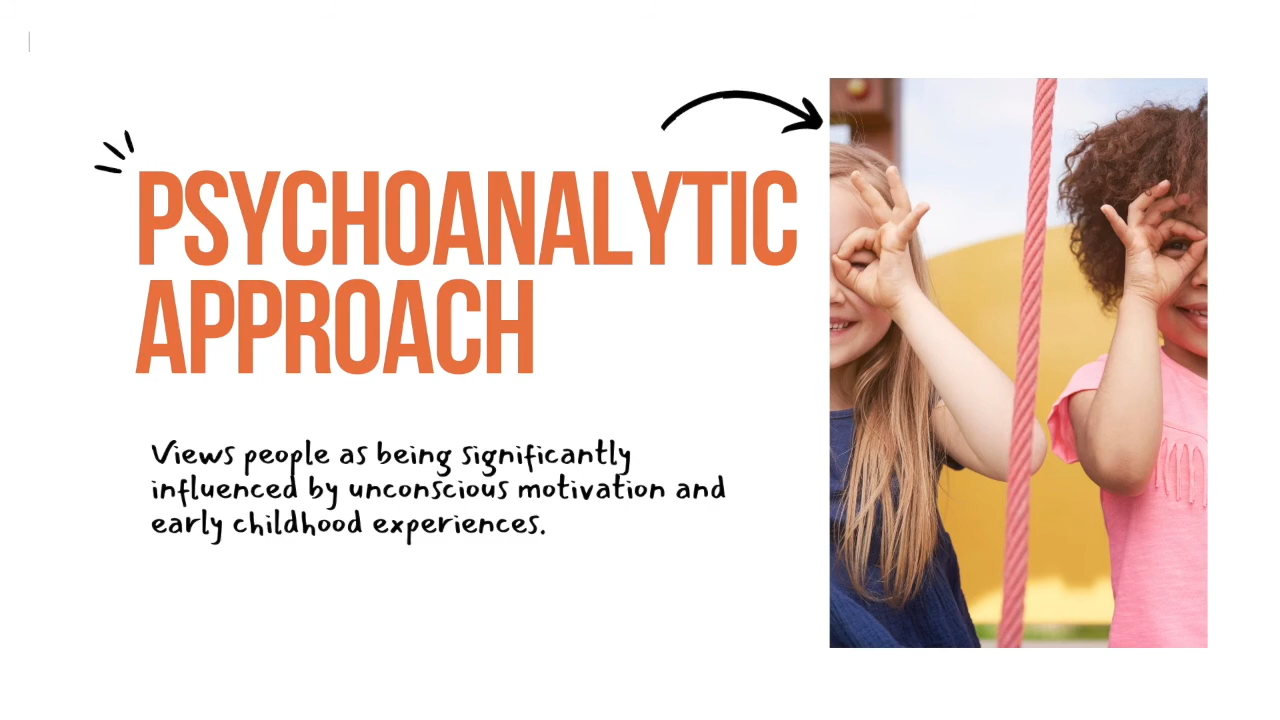 PSYCHOANALYTIC
APPROACH
Views people as being significantly
influenced by unconscious motivation and
early childhood experiences.